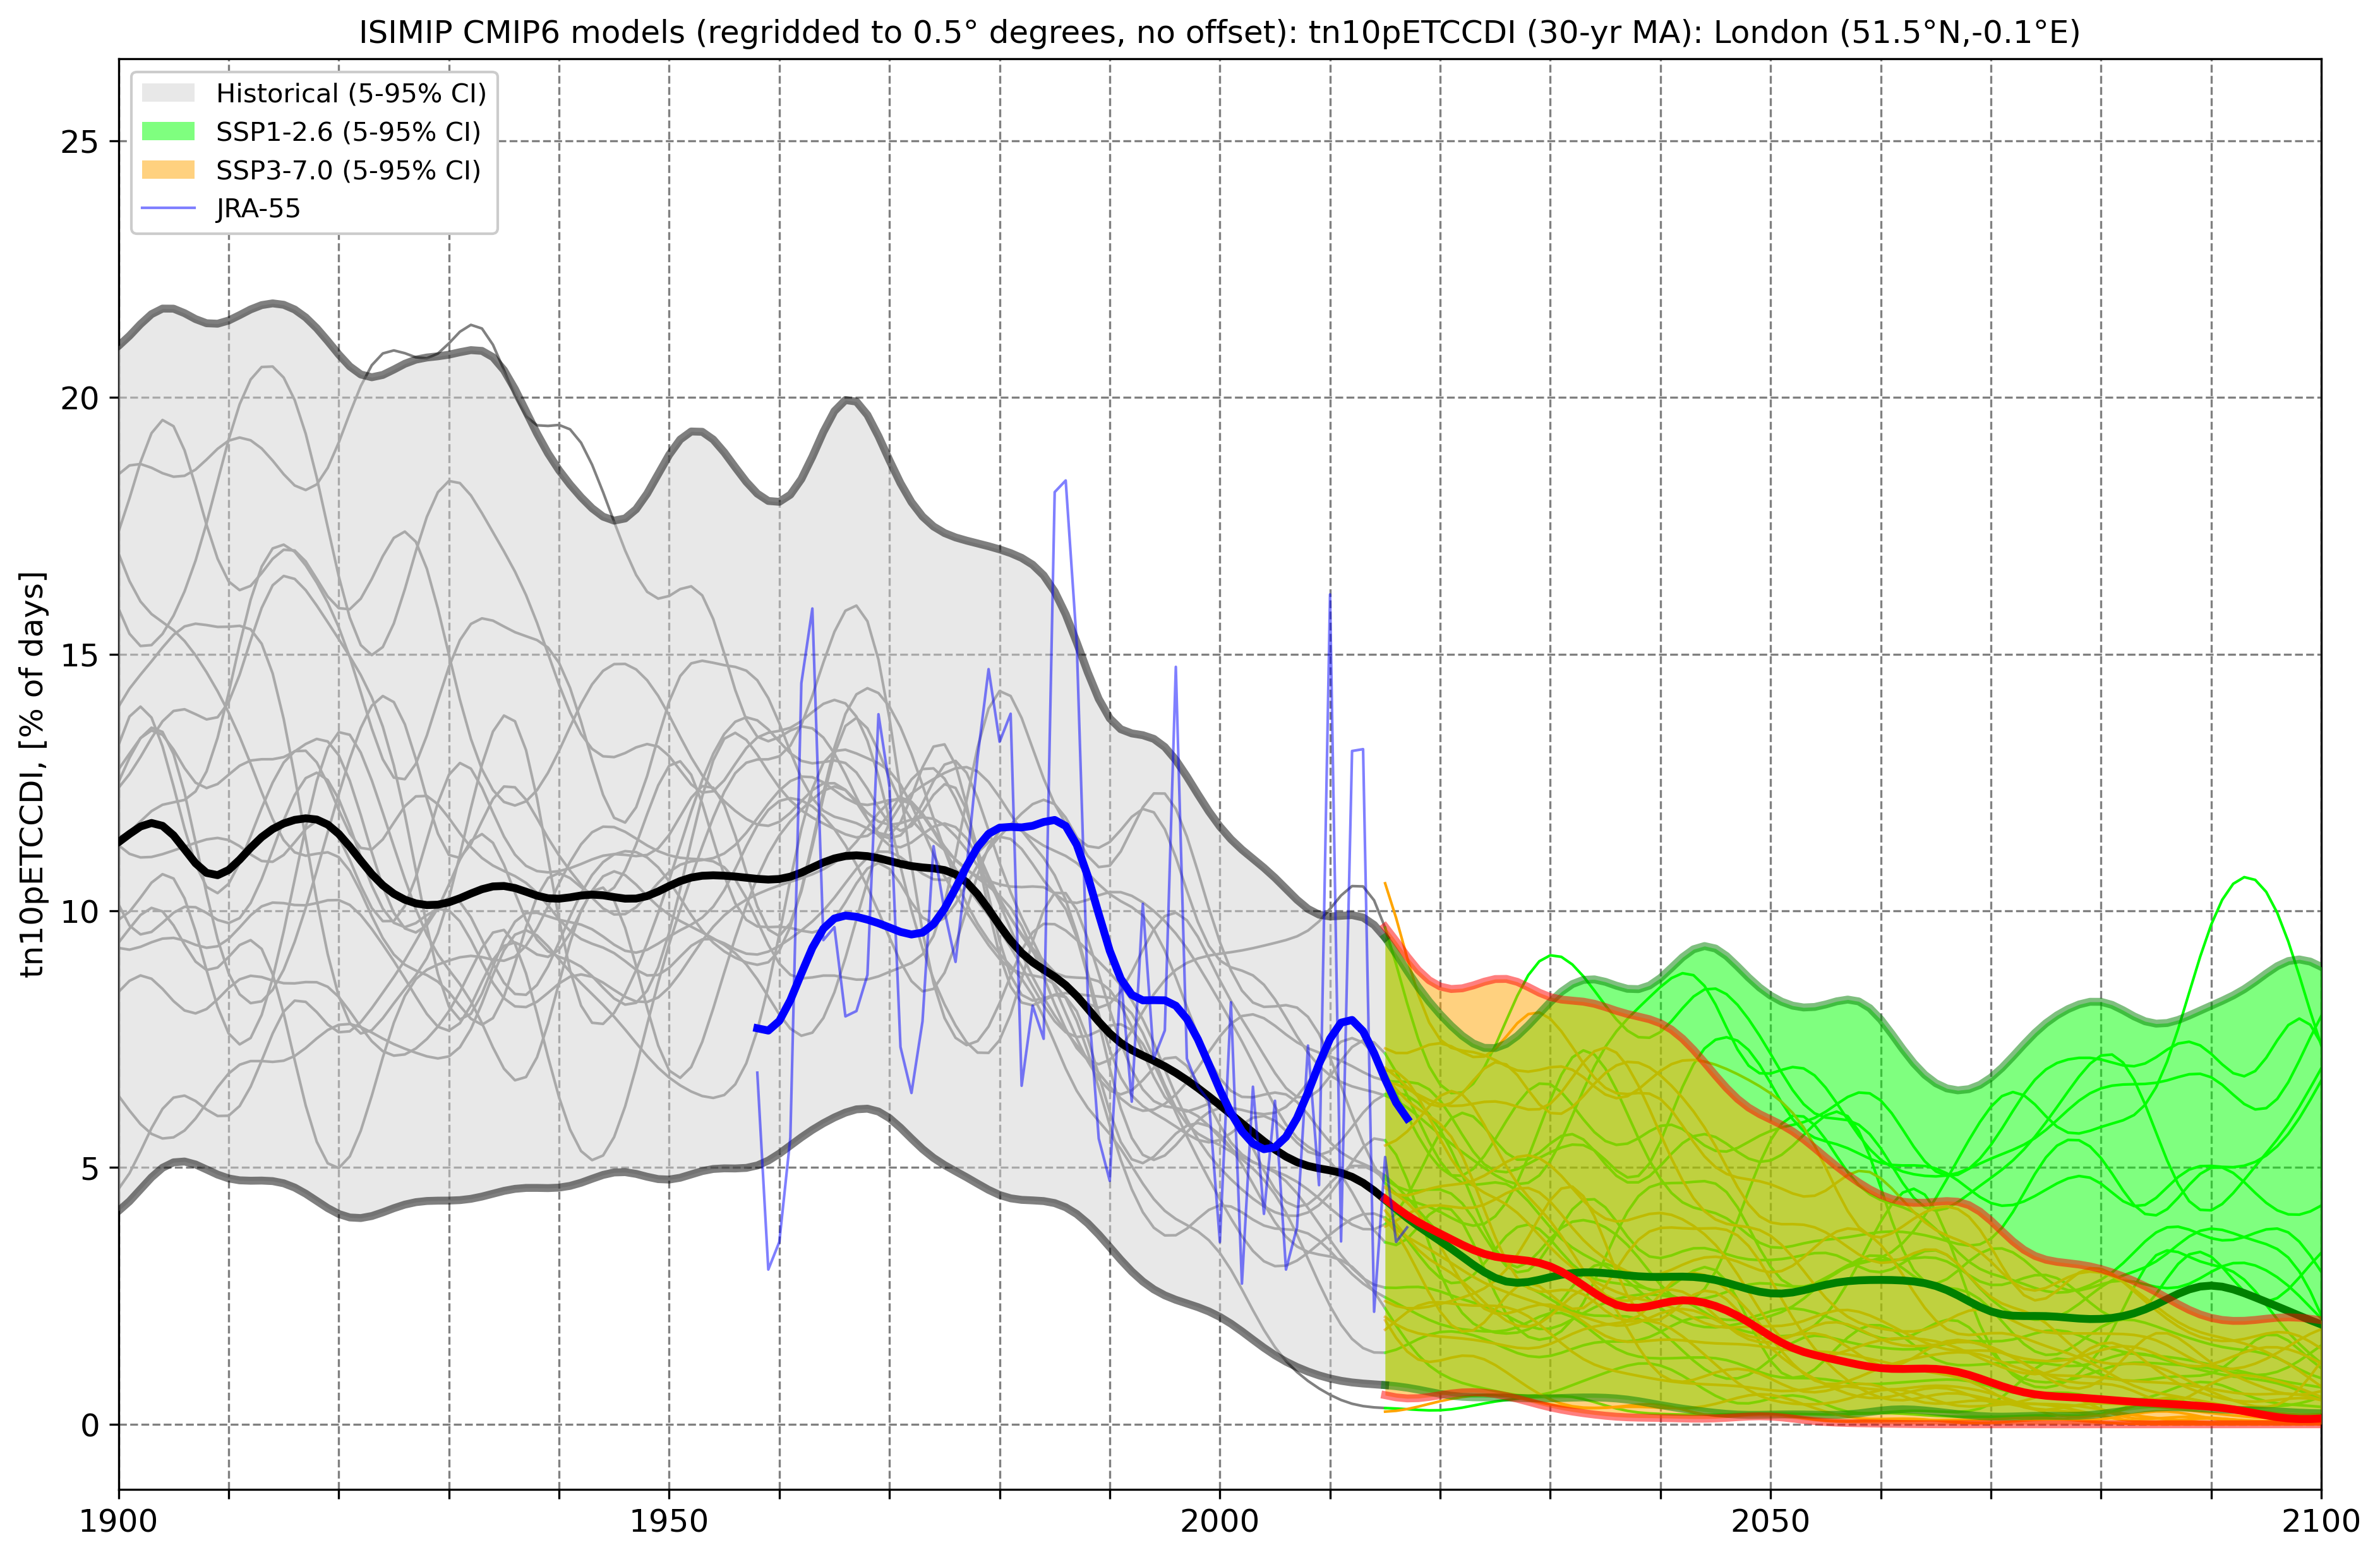 ISIMIP CMIP6 models (regridded to 0.5° degrees, no offset): tn10pETCCDI (30-yr MA): London (51.5°N,-0.1°E)
Historical (5-95% CI)
SSP1-2.6 (5-95% CI)
SSP3-7.0 (5-95% CI)
JRA-55
tn10pETCCDI, [% of days]
25
20
15
10
5
0
1900
1950
2000
2050
2100